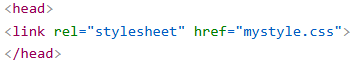 <head>
<link rel="stylesheet" href="mystyle.css">
</head>